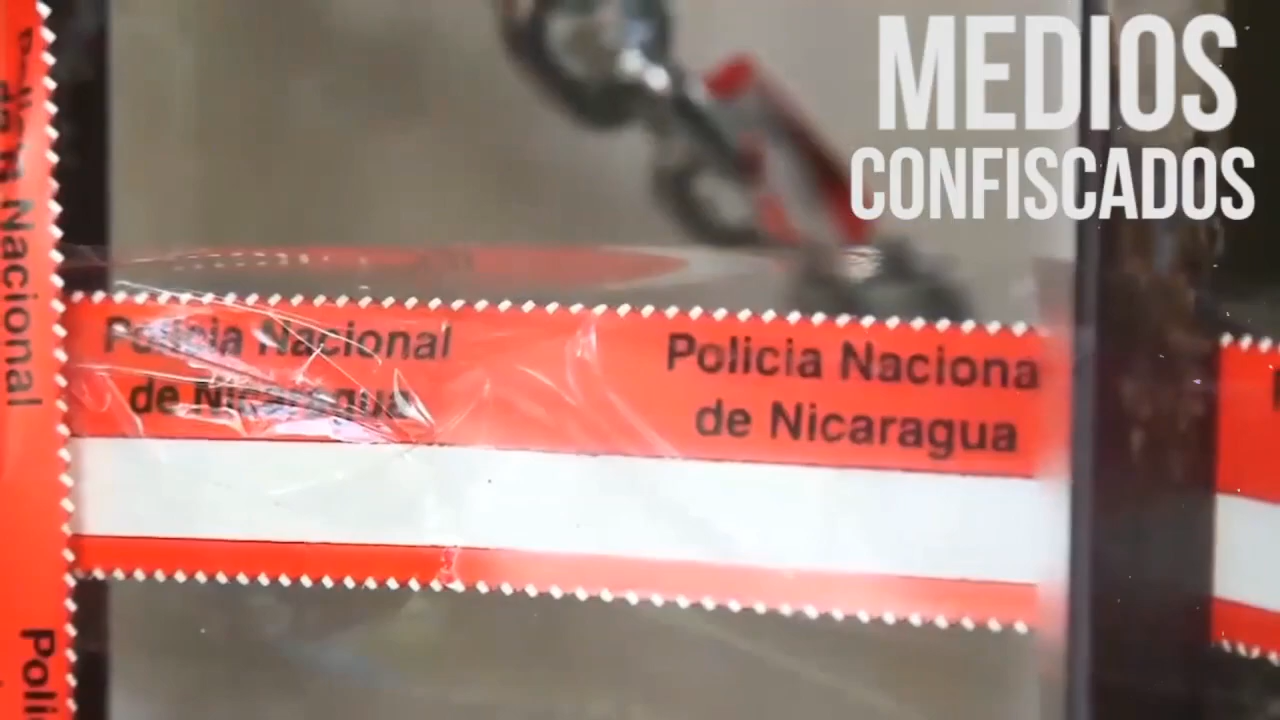 MEDIOS
CONFISCADOS
Policia Nacional
de Nicaragua
Policia Naciona
de Nicaragua
Nacional
Poli